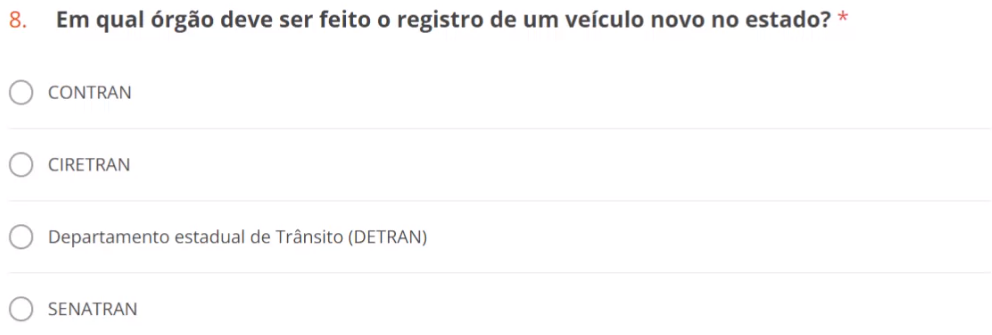 8. Em qual órgão deve ser feito o registro de um veículo novo no estado? *
CONTRAN
CIRETRAN
Departamento estadual de Trânsito (DETRAN)
SENATRAN